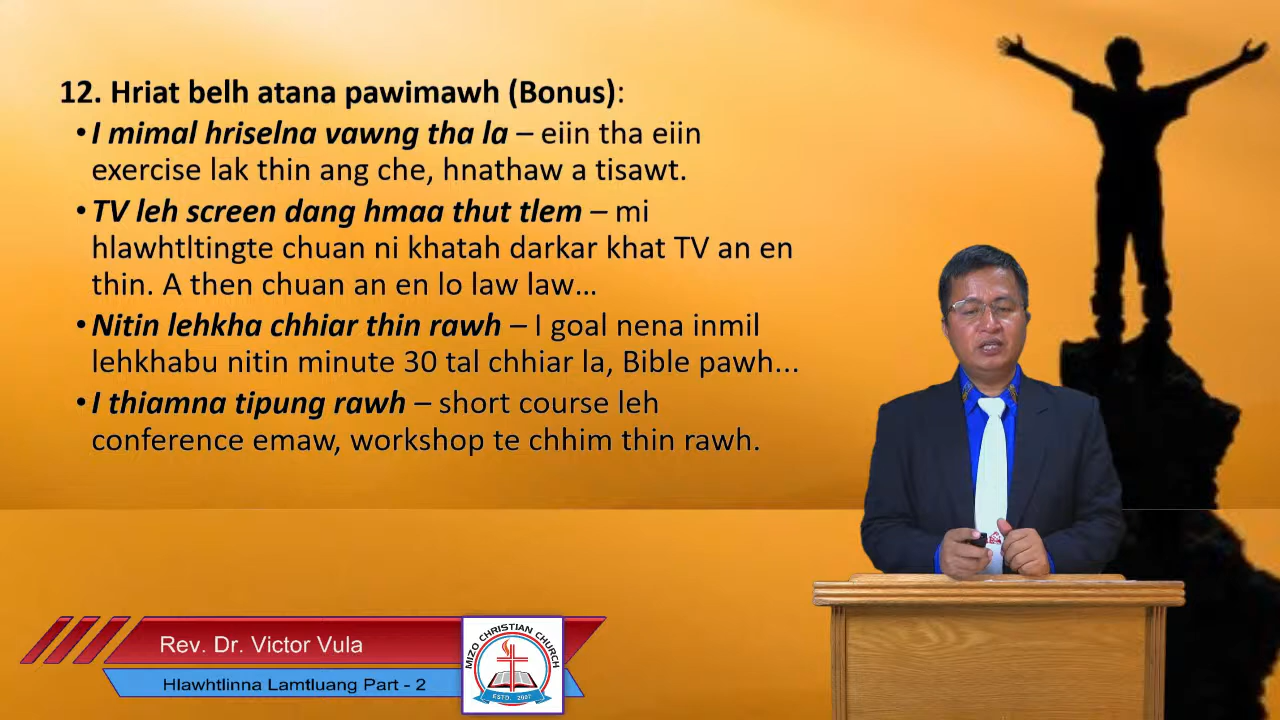 12. Hriat belh atana pawimawh (Bonus):
• I mimal hriselna vawng tha la – eiin tha eiin
exercise lak thin ang che, hnathaw a tisawt.
• TV leh screen dang hmaa thut tlem – mi
hlawhtltingte chuan ni khatah darkar khat TV an en
thin. A then chuan an en lo law law…
• Nitin lehkha chhiar thin rawh – I goal nena inmil
lehkhabu nitin minute 30 tal chhiar la, Bible pawh...
• I thiamna tipung rawh – short course leh
conference emaw, workshop te chhim thin rawh.
Rev. Dr. Victor Vula
Hlawhtlinna Lamtluang Part - 2
MIZO CHRISTIAN CHURCH
ESTD. 2007